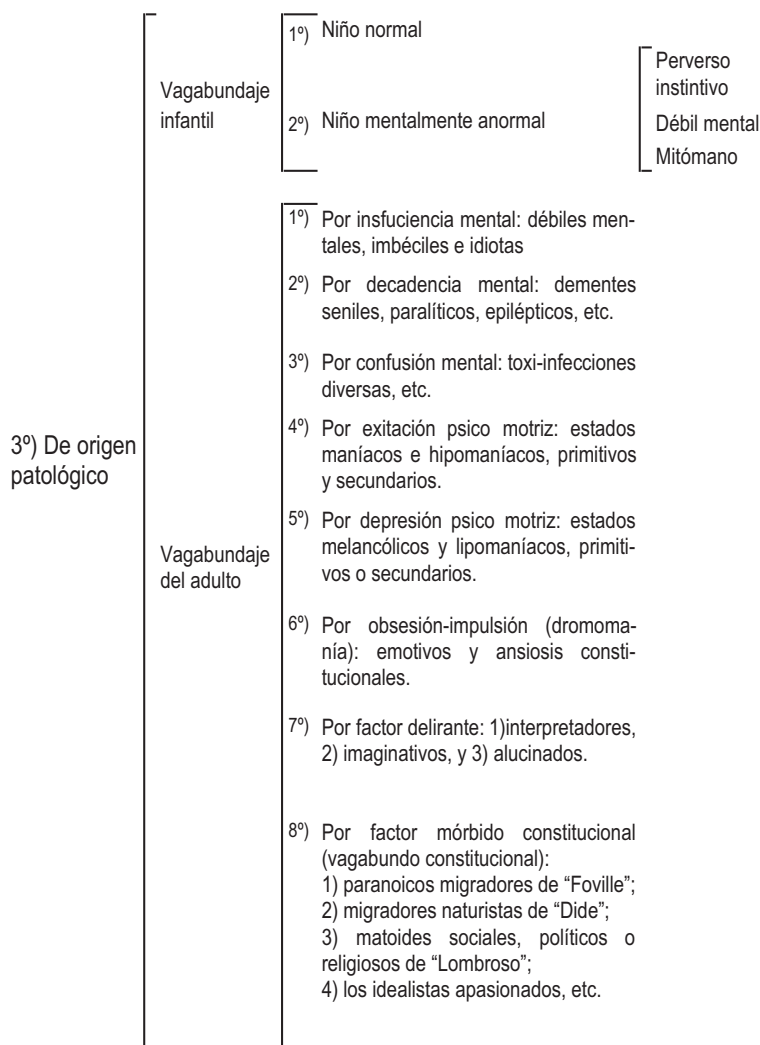 1º) Niño normal
Vagabundaje
infantil
2º) Niño mentalmente anormal
Perverso
instintivo
Débil mental
Mitómano
3º) De origen
patológico
Vagabundaje
del adulto
1º) Por insfuciencia mental: débiles men-
tales, imbéciles e idiotas
2º) Por decadencia mental: dementes
seniles, paralíticos, epilépticos, etc.
3º) Por confusión mental: toxi-infecciones
diversas, etc.
4º) Por exitación psico motriz: estados
maníacos e hipomaníacos, primitivos
y secundarios.
5º) Por depresión psico motriz: estados
melancólicos y lipomaníacos, primiti-
vos o secundarios.
6º) Por obsesión-impulsión (dromoma-
nía): emotivos y ansiosis consti-
tucionales.
7º) Por factor delirante: 1)interpretadores,
2) imaginativos, y 3) alucinados.
8º) Por factor mórbido constitucional
(vagabundo constitucional):
1) paranoicos migradores de “Foville”;
2) migradores naturistas de “Dide”;
3) matoides sociales, políticos o
religiosos de “Lombroso”;
4) los idealistas apasionados, etc.